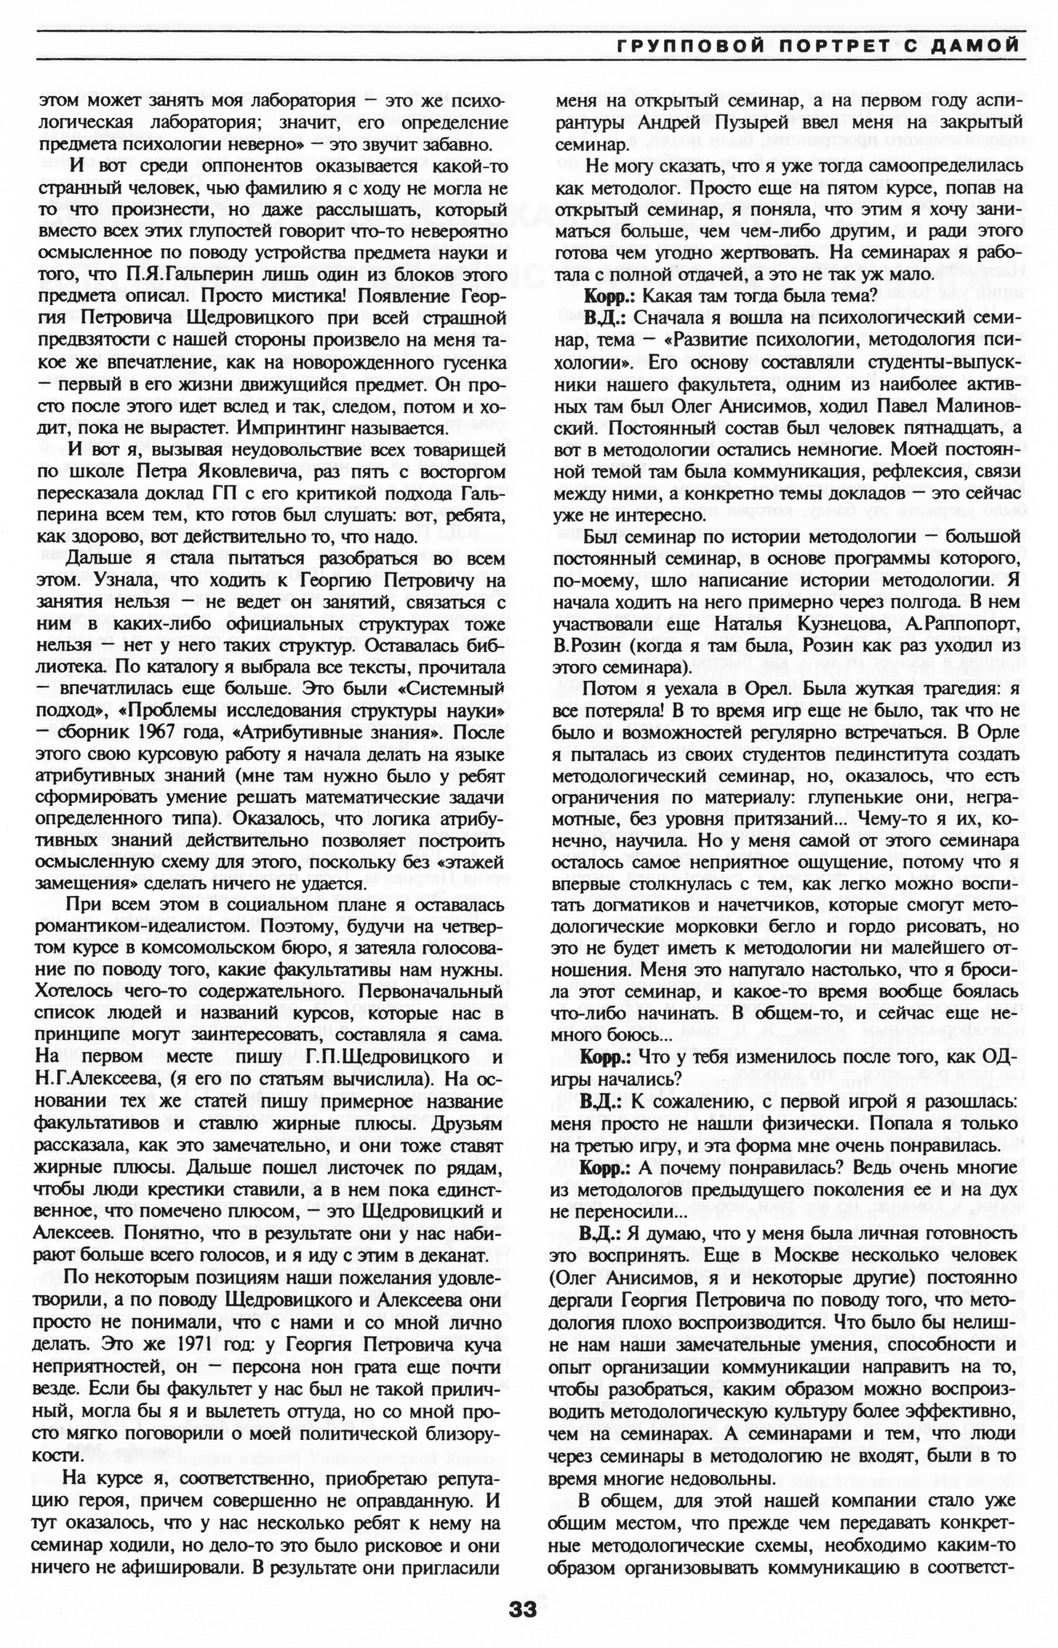 ГРУППОВОЙ ПОРТРЕТ С ДАМОЙ
этом может занять моя лаборатория — это же психо-
логическая лаборатория; значит, его определение
предмета психологии неверно» — это звучит забавно.
И вот среди оппонентов оказывается какой-то
странный человек, чью фамилию я с ходу не могла не
то что произнести, но даже расслышать, который
вместо всех этих глупостей говорит что-то невероятно
осмысленное по поводу устройства предмета науки и
того, что П.Я.Гальперин лишь один из блоков этого
предмета описал. Просто мистика! Появление Геор-
гия Петровича Щедровицкого при всей страшной
предвзятости с нашей стороны произвело на меня та-
кое же впечатление, как на новорожденного гусенка
— первый в его жизни движущийся предмет. Он про-
сто после этого идет вслед и так, следом, потом и хо-
дит, пока не вырастет. Импринтинг называется.
И вот я, вызывая неудовольствие всех товарищей
по школе Петра Яковлевича, раз пять с восторгом
пересказала доклад ГП с его критикой подхода Галь-
перина всем тем, кто готов был слушать: вот, ребята,
как здорово, вот действительно то, что надо.
Дальше я стала пытаться разобраться во всем
этом. Узнала, что ходить к Георгию Петровичу на
занятия нельзя — не ведет он занятий, связаться с
ним в каких-либо официальных структурах тоже
нельзя — нет у него таких структур. Оставалась биб-
лиотека. По каталогу я выбрала все тексты, прочитала
— впечатлилась еще больше. Это были «Системный
подход», «Проблемы исследования структуры науки»
— сборник 1967 года, «Атрибутивные знания». После
этого свою курсовую работу я начала делать на языке
атрибутивных знаний (мне там нужно было у ребят
сформировать умение решать математические задачи
определенного типа). Оказалось, что логика атрибу-
тивных знаний действительно позволяет построить
осмысленную схему для этого, поскольку без «этажей
замещения» сделать ничего не удается.
При всем этом в социальном плане я оставалась
романтиком-идеалистом. Поэтому, будучи на четвер-
том курсе в комсомольском бюро, я затеяла голосова-
ние по поводу того, какие факультативы нам нужны.
Хотелось чего-то содержательного. Первоначальный
список людей и названий курсов, которые нас в
принципе могут заинтересовать, составляла я сама.
На первом месте пишу Г.П.Щедровицкого и
Н.Г.Алексеева, (я его по статьям вычислила). На ос-
новании тех же статей пишу примерное название
факультативов и ставлю жирные плюсы. Друзьям
рассказала, как это замечательно, и они тоже ставят
жирные плюсы. Дальше пошел листочек по рядам,
чтобы люди крестики ставили, а в нем пока единст-
венное, что помечено плюсом, — это Щедровицкий и
Алексеев. Понятно, что в результате они у нас наби-
рают больше всего голосов, и я иду с этим в деканат.
По некоторым позициям наши пожелания удовле-
творили, а по поводу Щедровицкого и Алексеева они
просто не понимали, что с нами и со мной лично
делать. Это же 1971 год: у Георгия Петровича куча
неприятностей, он — персона нон грата еще почти
везде. Если бы факультет у нас был не такой прилич-
ный, могла бы я и вылететь оттуда, но со мной про-
сто мягко поговорили о моей политической близору-
кости.
На курсе я, соответственно, приобретаю репута-
цию героя, причем совершенно не оправданную. И
тут оказалось, что у нас несколько ребят к нему на
семинар ходили, но дело-то это было рисковое и они
ничего не афишировали. В результате они пригласили
меня на открытый семинар, а на первом году аспи-
рантуры Андрей Пузырей ввел меня на закрытый
семинар.
Не могу сказать, что я уже тогда самоопределилась
как методолог. Просто еще на пятом курсе, попав на
открытый семинар, я поняла, что этим я хочу зани-
маться больше, чем чем-либо другим, и ради этого
готова чем угодно жертвовать. На семинарах я рабо-
тала с полной отдачей, а это не так уж мало.
Корр.: Какая там тогда была тема?
В.Д.: Сначала я вошла на психологический семи-
нар, тема — «Развитие психологии, методология пси-
хологии». Его основу составляли студенты-выпуск-
ники нашего факультета, одним из наиболее актив-
ных там был Олег Анисимов, ходил Павел Малинов-
ский. Постоянный состав был человек пятнадцать, а
вот в методологии остались немногие. Моей постоян-
ной темой там была коммуникация, рефлексия, связи
между ними, а конкретно темы докладов — это сейчас
уже не интересно.
Был семинар по истории методологии — большой
постоянный семинар, в основе программы которого,
по-моему, шло написание истории методологии. Я
начала ходить на него примерно через полгода. В нем
участвовали еще Наталья Кузнецова, А.Раппопорт,
В.Розин (когда я там была, Розин как раз уходил из
этого семинара).
Потом я уехала в Орел. Была жуткая трагедия: я
все потеряла! В то время игр еще не было, так что не
было и возможностей регулярно встречаться. В Орле
я пыталась из своих студентов пединститута создать
методологический семинар, но, оказалось, что есть
ограничения по материалу: глупенькие они, негра-
мотные, без уровня притязаний... Чему-то я их, ко-
нечно, научила. Но у меня самой от этого семинара
осталось самое неприятное ощущение, потому что я
впервые столкнулась с тем, как легко можно воспи-
тать догматиков и начетчиков, которые смогут мето-
дологические морковки бегло и гордо рисовать, но
это не будет иметь к методологии ни малейшего от-
ношения. Меня это напугало настолько, что я броси-
ла этот семинар, и какое-то время вообще боялась
что-либо начинать. В общем-то, и сейчас еще не-
много боюсь...
Корр.: Что у тебя изменилось после того, как ОД-
игры начались?
В.Д.: К сожалению, с первой игрой я разошлась:
меня просто не нашли физически. Попала я только
на третью игру, и эта форма мне очень понравилась.
Корр.: А почему понравилась? Ведь очень многие
из методологов предыдущего поколения ее и на дух
не переносили...
В.Д.: Я думаю, что у меня была личная готовность
это воспринять. Еще в Москве несколько человек
(Олег Анисимов, я и некоторые другие) постоянно
дергали Георгия Петровича по поводу того, что мето-
дология плохо воспроизводится. Что было бы нелиш-
не нам наши замечательные умения, способности и
опыт организации коммуникации направить на то,
чтобы разобраться, каким образом можно воспроиз-
водить методологическую культуру более эффективно,
чем на семинарах. А семинарами и тем, что люди
через семинары в методологию не входят, были в то
время многие недовольны.
В общем, для этой нашей компании стало уже
общим местом, что прежде чем передавать конкрет-
ные методологические схемы, необходимо каким-то
образом организовывать коммуникацию в соответст-
33